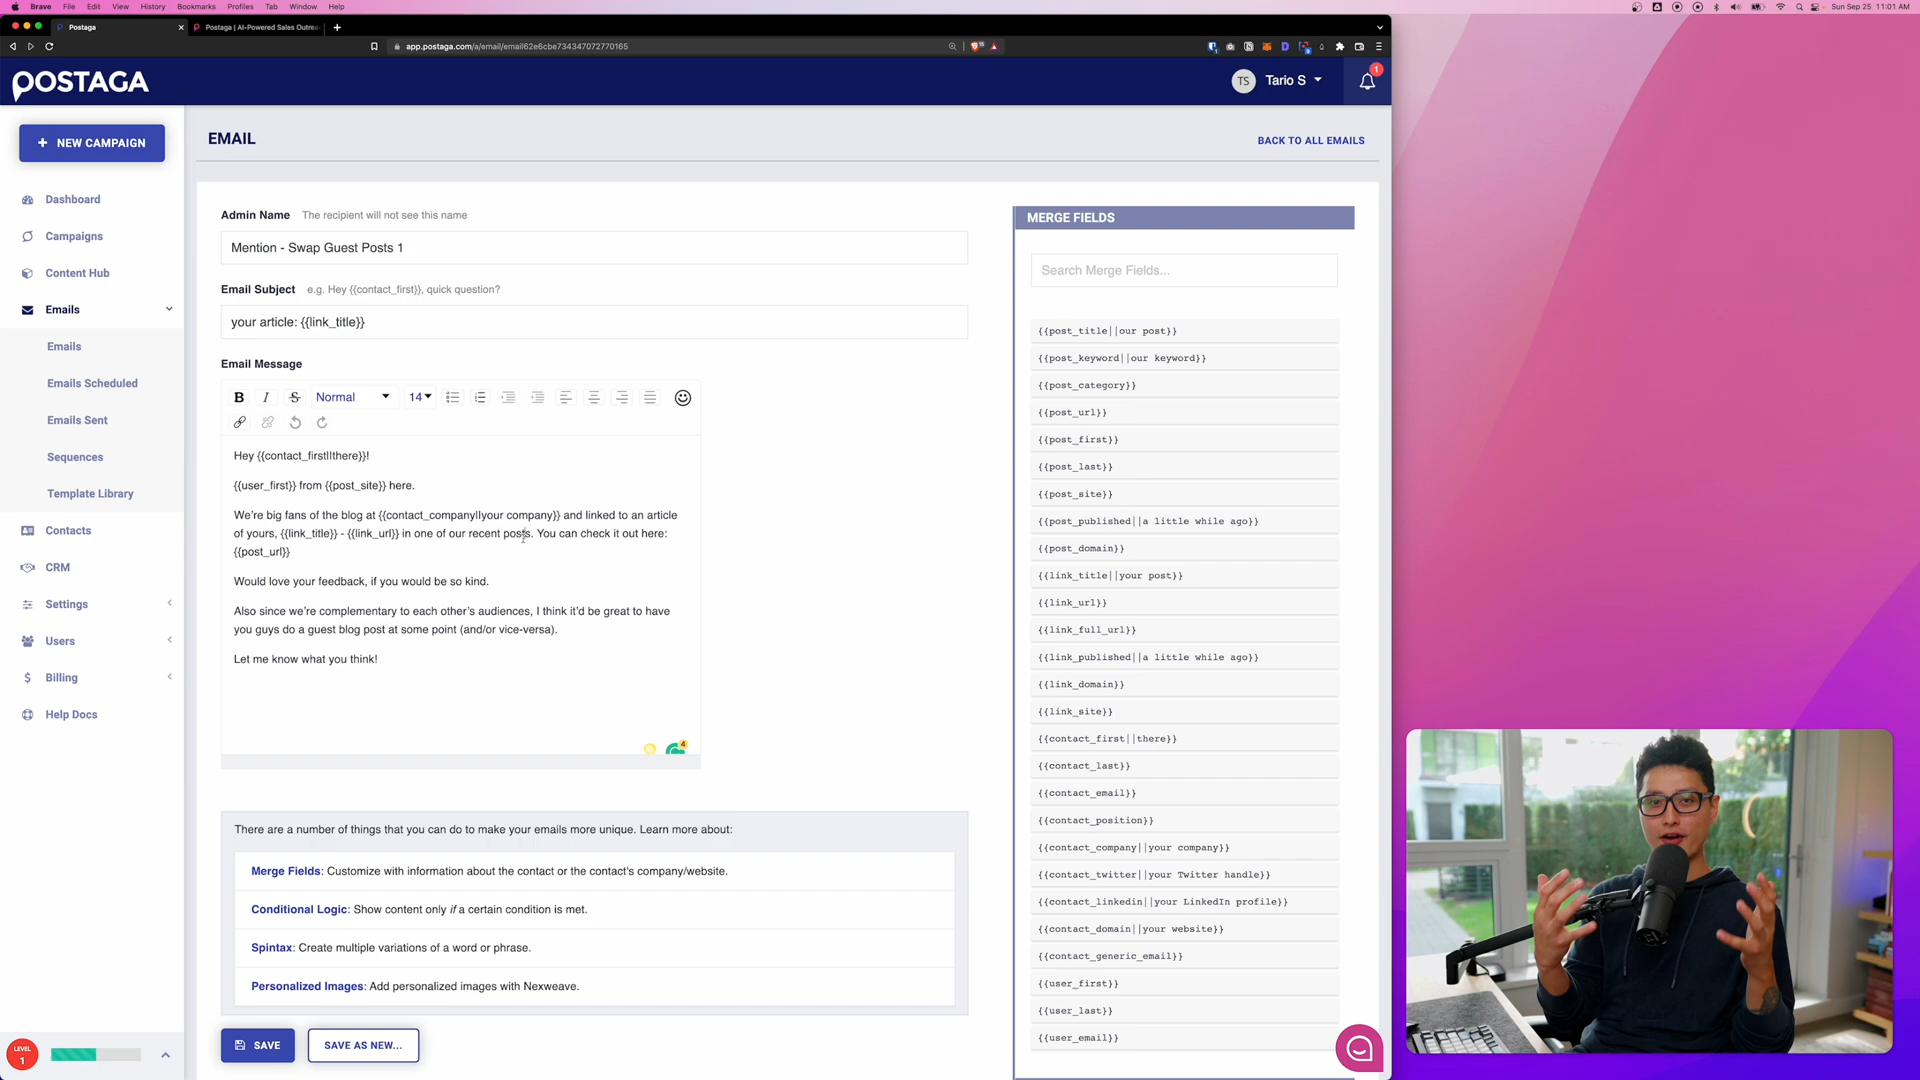 Brave File Edit View History Bookmarks Profiles Tab Window Help
Sun Sep 25 11:01 AM
Postaga
Postaga | AI-Powered Sales Outrea
app.postaga.com/a/email/email62e6cbe734347072770165
POSTAGA
TS Tario S
1
+ NEW CAMPAIGN
Dashboard
Campaigns
Content Hub
Emails
Emails
Emails Scheduled
Emails Sent
Sequences
Template Library
Contacts
CRM
Settings
Users
Billing
Help Docs
LEVEL
1
EMAIL
BACK TO ALL EMAILS
Admin Name The recipient will not see this name
Mention - Swap Guest Posts 1
Email Subject e.g. Hey {{contact_first}}, quick question?
your article: {{link_title}}
Email Message
B I S Normal 14
Hey {{contact_first||there}}!
{{user_first}} from {{post_site}} here.
We're big fans of the blog at {{contact_company||your company}} and linked to an article
of yours, {{link_title}} - {{link_url}} in one of our recent posts. You can check it out here:
{{post_url}}
Would love your feedback, if you would be so kind.
Also since we're complementary to each other's audiences, I think it'd be great to have
you guys do a guest blog post at some point (and/or vice-versa).
Let me know what you think!
4
There are a number of things that you can do to make your emails more unique. Learn more about:
Merge Fields: Customize with information about the contact or the contact's company/website.
Conditional Logic: Show content only if a certain condition is met.
Spintax: Create multiple variations of a word or phrase.
Personalized Images: Add personalized images with Nexweave.
SAVE
SAVE AS NEW...
MERGE FIELDS
Search Merge Fields...
{{post_title||our post}}
{{post_keyword||our keyword}}
{{post_category}}
{{post_url}}
{{post_first}}
{{post_last}}
{{post_site}}
{{post_published||a little while ago}}
{{post_domain}}
{{link_title||your post}}
{{link_url}}
{{link_full_url}}
{{link_published||a little while ago}}
{{link_domain}}
{{link_site}}
{{contact_first||there}}
{{contact_last}}
{{contact_email}}
{{contact_position}}
{{contact_company||your company}}
{{contact_twitter||your Twitter handle}}
{{contact_linkedin||your LinkedIn profile}}
{{contact_domain||your website}}
{{contact_generic_email}}
{{user_first}}
{{user_last}}
{{user_email}}